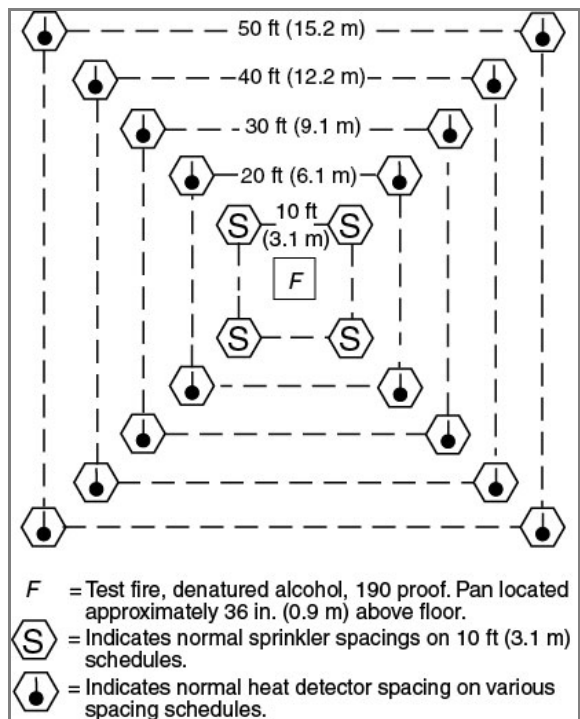 50 ft (15.2 m)
40 ft (12.2 m)
30 ft (9.1 m)
20 ft (6.1 m)
10 ft
S S
(3.1 m)
F
S S
F = Test fire, denatured alcohol, 190 proof. Pan located
approximately 36 in. (0.9 m) above floor.
S = Indicates normal sprinkler spacings on 10 ft (3.1 m)
schedules.
= Indicates normal heat detector spacing on various
spacing schedules.